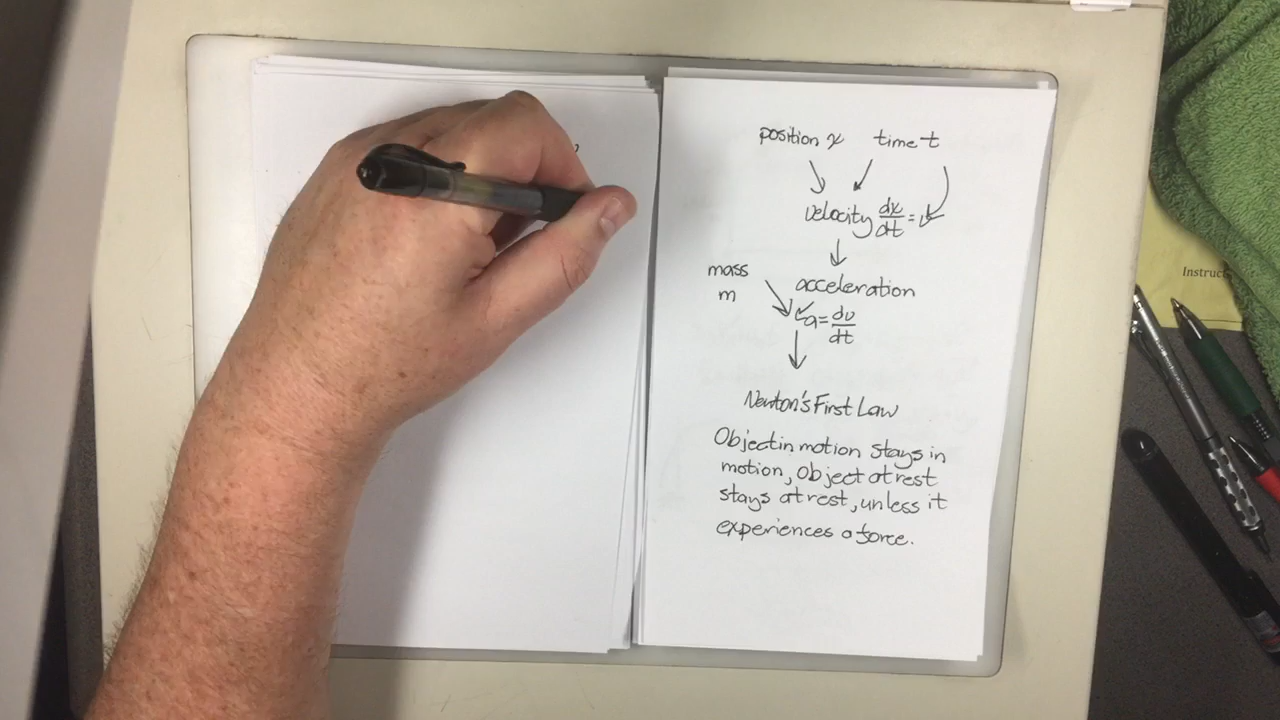 position x time t
velocity dx/dt = v
mass
m
acceleration
a = dv/dt
Newton's First Law
Object in motion stays in
motion, Object at rest
stays at rest, unless it
experiences a force.
Instruc